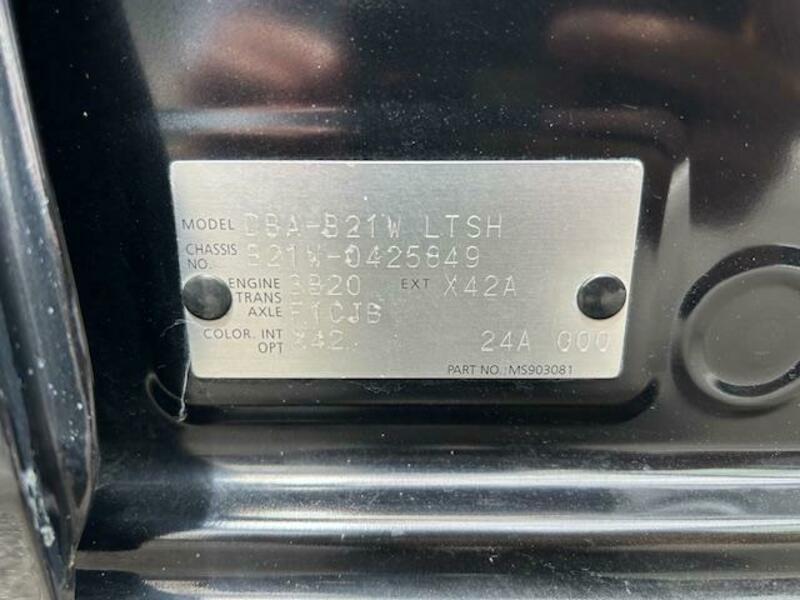 MODEL DBA-B21W LTSH
CHASSIS NO. B21W-0425849
ENGINE 3B20 EXT X42A
TRANS AXLE F1CJB
COLOR. INT X42
OPT 24A 000
PART NO.: MS903081